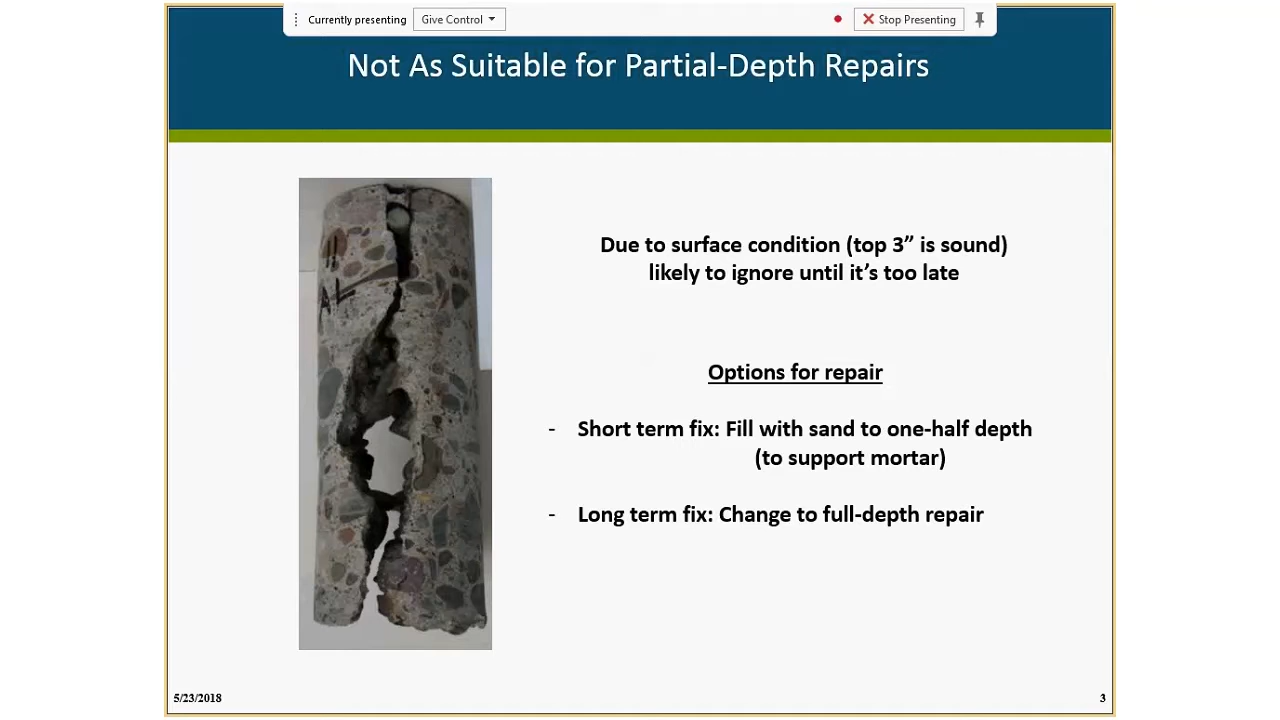 Currently presenting Give Control Stop Presenting
Not As Suitable for Partial-Depth Repairs
Due to surface condition (top 3” is sound)
likely to ignore until it’s too late
Options for repair
- Short term fix: Fill with sand to one-half depth
(to support mortar)
- Long term fix: Change to full-depth repair
5/23/2018 3